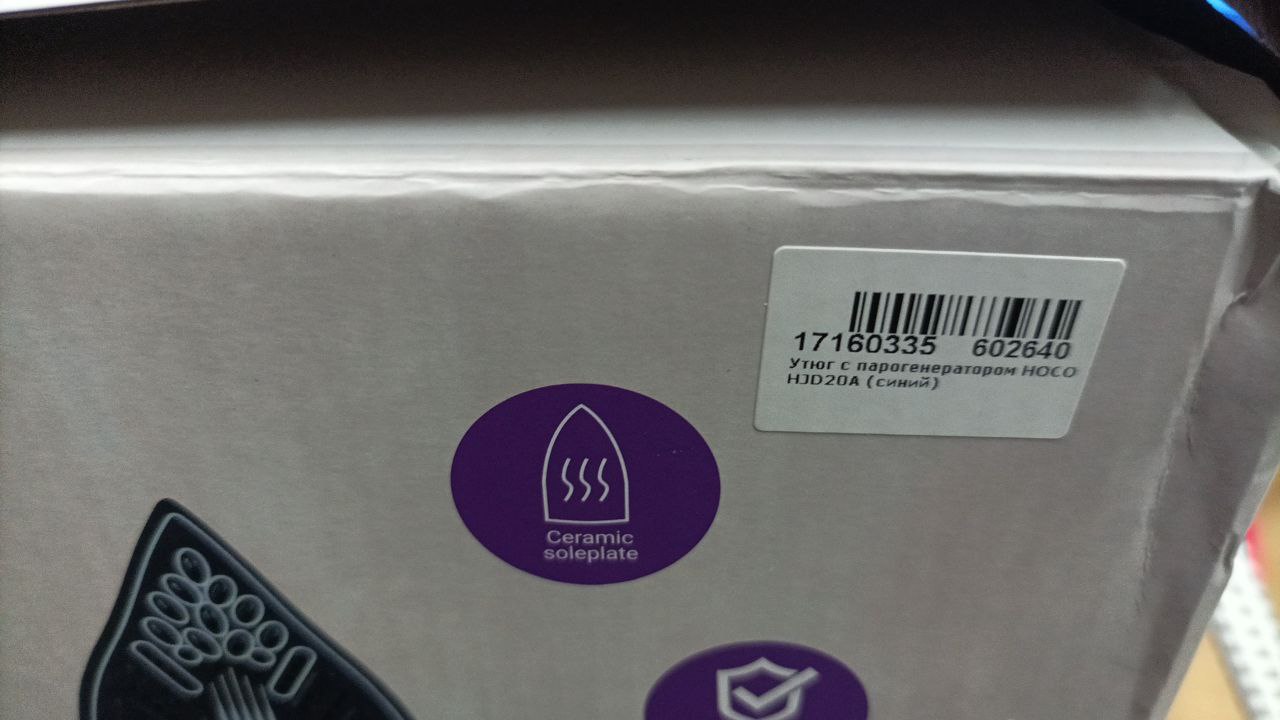 17160335 602640
Утюг с парогенератором HOCO
HJD20A (синий)
Ceramic
soleplate